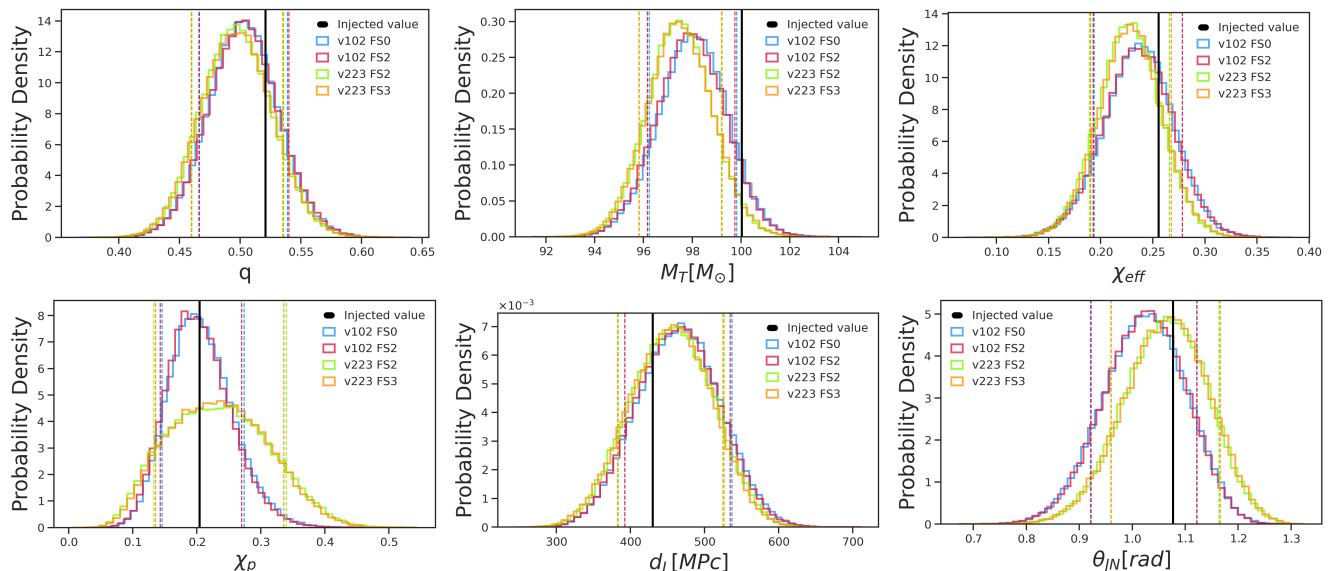 Probability Density
14
12
10
8
6
4
2
0
0.40 0.45 0.50 0.55 0.60 0.65
q
Injected value
v102 FS0
v102 FS2
v223 FS2
v223 FS3
Probability Density
0.30
0.25
0.20
0.15
0.10
0.05
0.00
92 94 96 98 100 102 104
M_T[M_⊙]
Injected value
v102 FS0
v102 FS2
v223 FS2
v223 FS3
Probability Density
14
12
10
8
6
4
2
0
0.10 0.15 0.20 0.25 0.30 0.35 0.40
χ_eff
Injected value
v102 FS0
v102 FS2
v223 FS2
v223 FS3
Probability Density
8
7
6
5
4
3
2
1
0
0.0 0.1 0.2 0.3 0.4 0.5
χ_p
Injected value
v102 FS0
v102 FS2
v223 FS2
v223 FS3
Probability Density
×10⁻³
7
6
5
4
3
2
1
0
300 400 500 600 700
d_L[MPc]
Injected value
v102 FS0
v102 FS2
v223 FS2
v223 FS3
Probability Density
5
4
3
2
1
0
0.7 0.8 0.9 1.0 1.1 1.2 1.3
θ_JN[rad]
Injected value
v102 FS0
v102 FS2
v223 FS2
v223 FS3